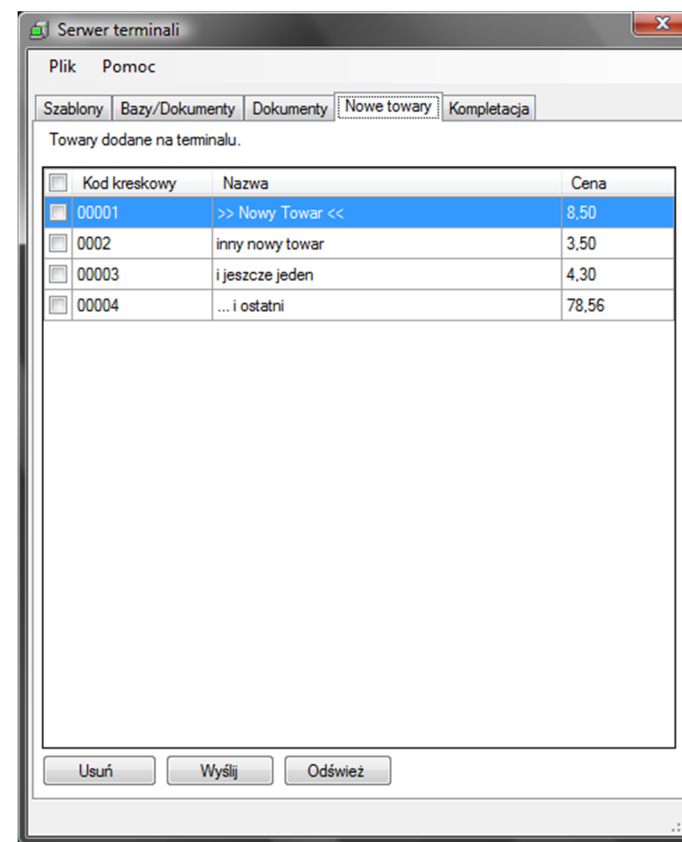 Serwer terminali
Plik Pomoc
Szablony Bazy/Dokumenty Dokumenty Nowe towary Kompletacja
Towary dodane na terminalu.
Kod kreskowy Nazwa Cena
00001 >> Nowy Towar << 8,50
0002 inny nowy towar 3,50
00003 i jeszcze jeden 4,30
00004 ... i ostatni 78,56
Usuń Wyślij Odśwież